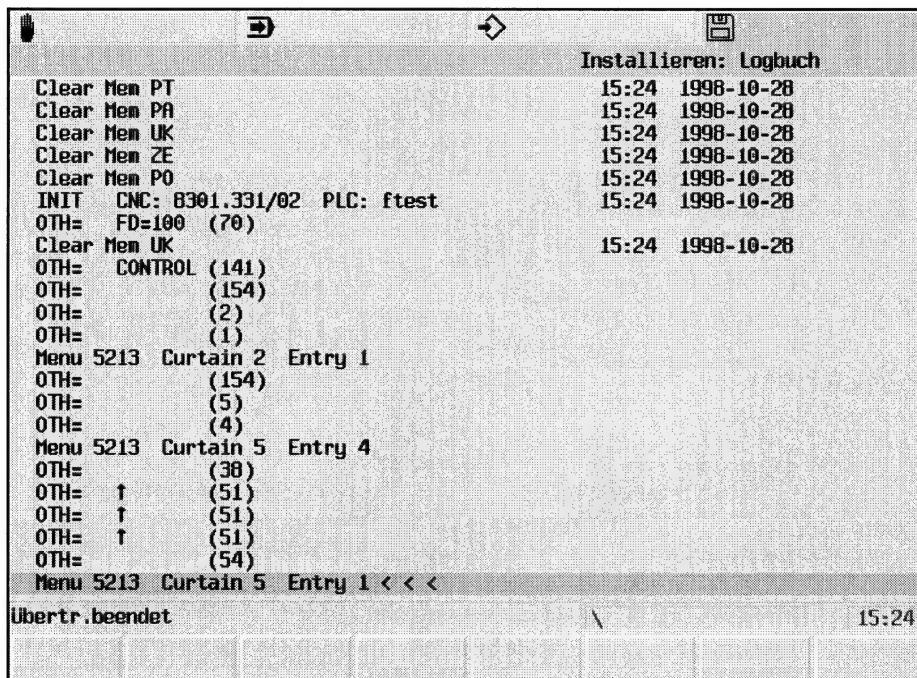 Installieren: Logbuch
Clear Mem PT 15:24 1998-10-28
Clear Mem PA 15:24 1998-10-28
Clear Mem UK 15:24 1998-10-28
Clear Mem ZE 15:24 1998-10-28
Clear Mem PO 15:24 1998-10-28
INIT CNC: 8301.331/02 PLC: ftest 15:24 1998-10-28
OTH= FD=100 (70)
Clear Mem UK 15:24 1998-10-28
OTH= CONTROL (141)
OTH= (154)
OTH= (2)
OTH= (1)
Menu 5213 Curtain 2 Entry 1
OTH= (154)
OTH= (5)
OTH= (4)
Menu 5213 Curtain 5 Entry 4
OTH= (38)
OTH= ↑ (51)
OTH= ↑ (51)
OTH= ↑ (51)
OTH= (54)
Menu 5213 Curtain 5 Entry 1 < < <
Übertr.beendet \ 15:24